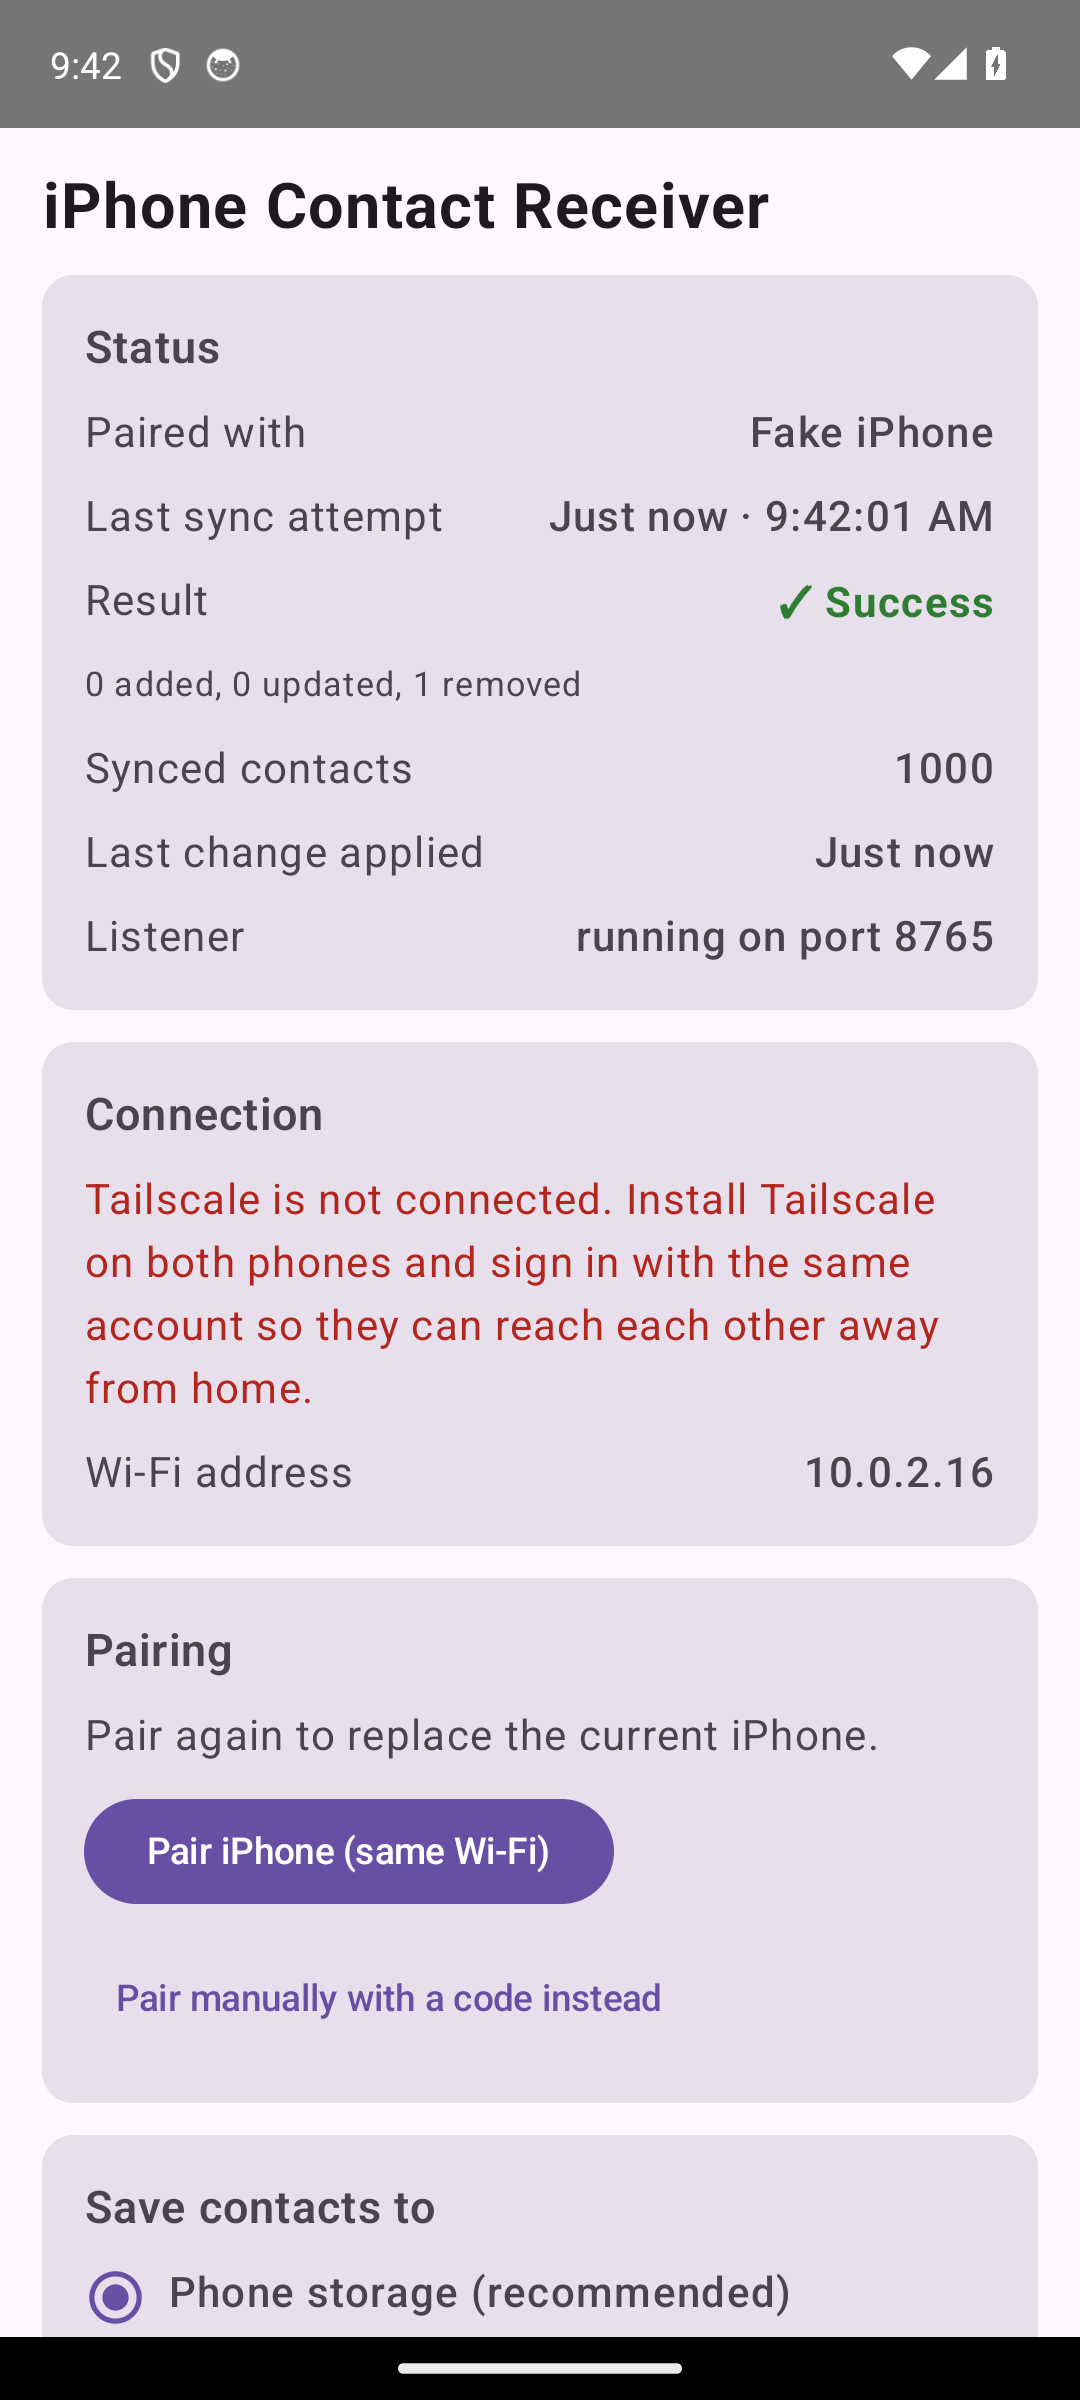 9:42
iPhone Contact Receiver
Status
Paired with Fake iPhone
Last sync attempt Just now · 9:42:01 AM
Result ✓ Success
0 added, 0 updated, 1 removed
Synced contacts 1000
Last change applied Just now
Listener running on port 8765
Connection
Tailscale is not connected. Install Tailscale
on both phones and sign in with the same
account so they can reach each other away
from home.
Wi-Fi address 10.0.2.16
Pairing
Pair again to replace the current iPhone.
Pair iPhone (same Wi-Fi)
Pair manually with a code instead
Save contacts to
Phone storage (recommended)